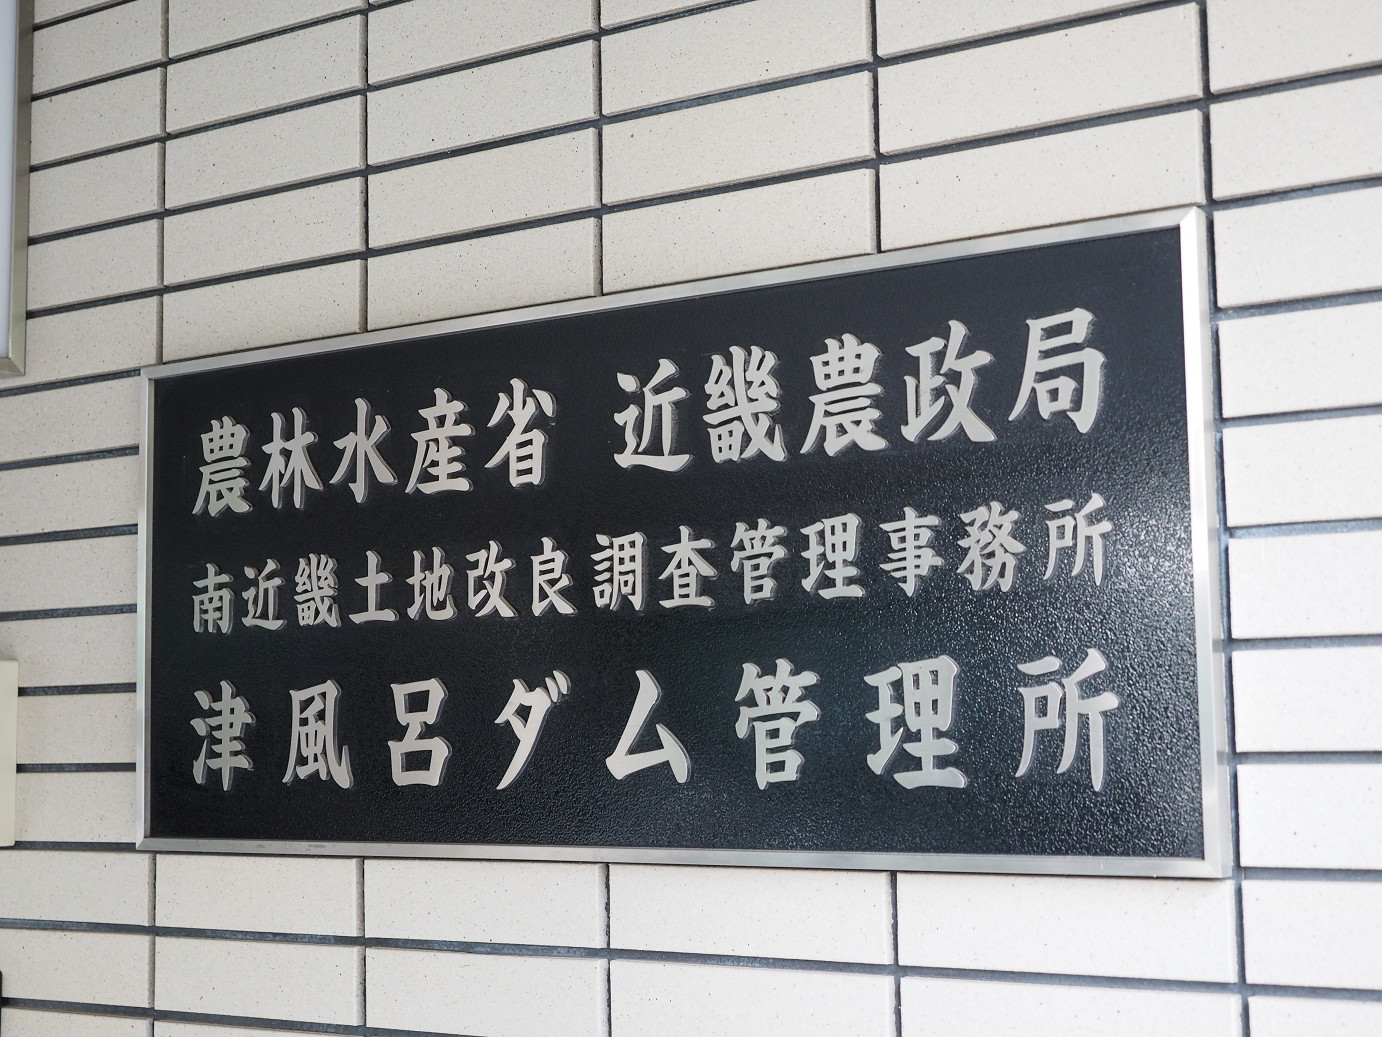 農林水産省 近畿農政局
南近畿土地改良調査管理事務所
津風呂ダム管理所